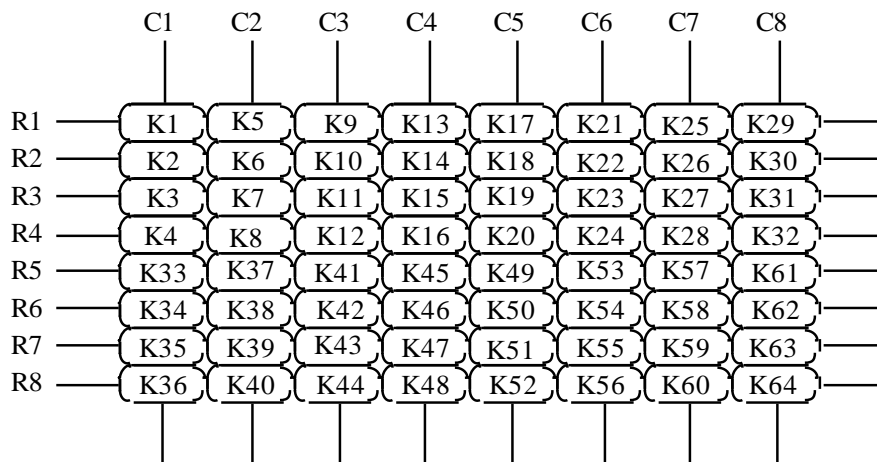 C1 C2 C3 C4 C5 C6 C7 C8
R1 K1 K5 K9 K13 K17 K21 K25 K29
R2 K2 K6 K10 K14 K18 K22 K26 K30
R3 K3 K7 K11 K15 K19 K23 K27 K31
R4 K4 K8 K12 K16 K20 K24 K28 K32
R5 K33 K37 K41 K45 K49 K53 K57 K61
R6 K34 K38 K42 K46 K50 K54 K58 K62
R7 K35 K39 K43 K47 K51 K55 K59 K63
R8 K36 K40 K44 K48 K52 K56 K60 K64